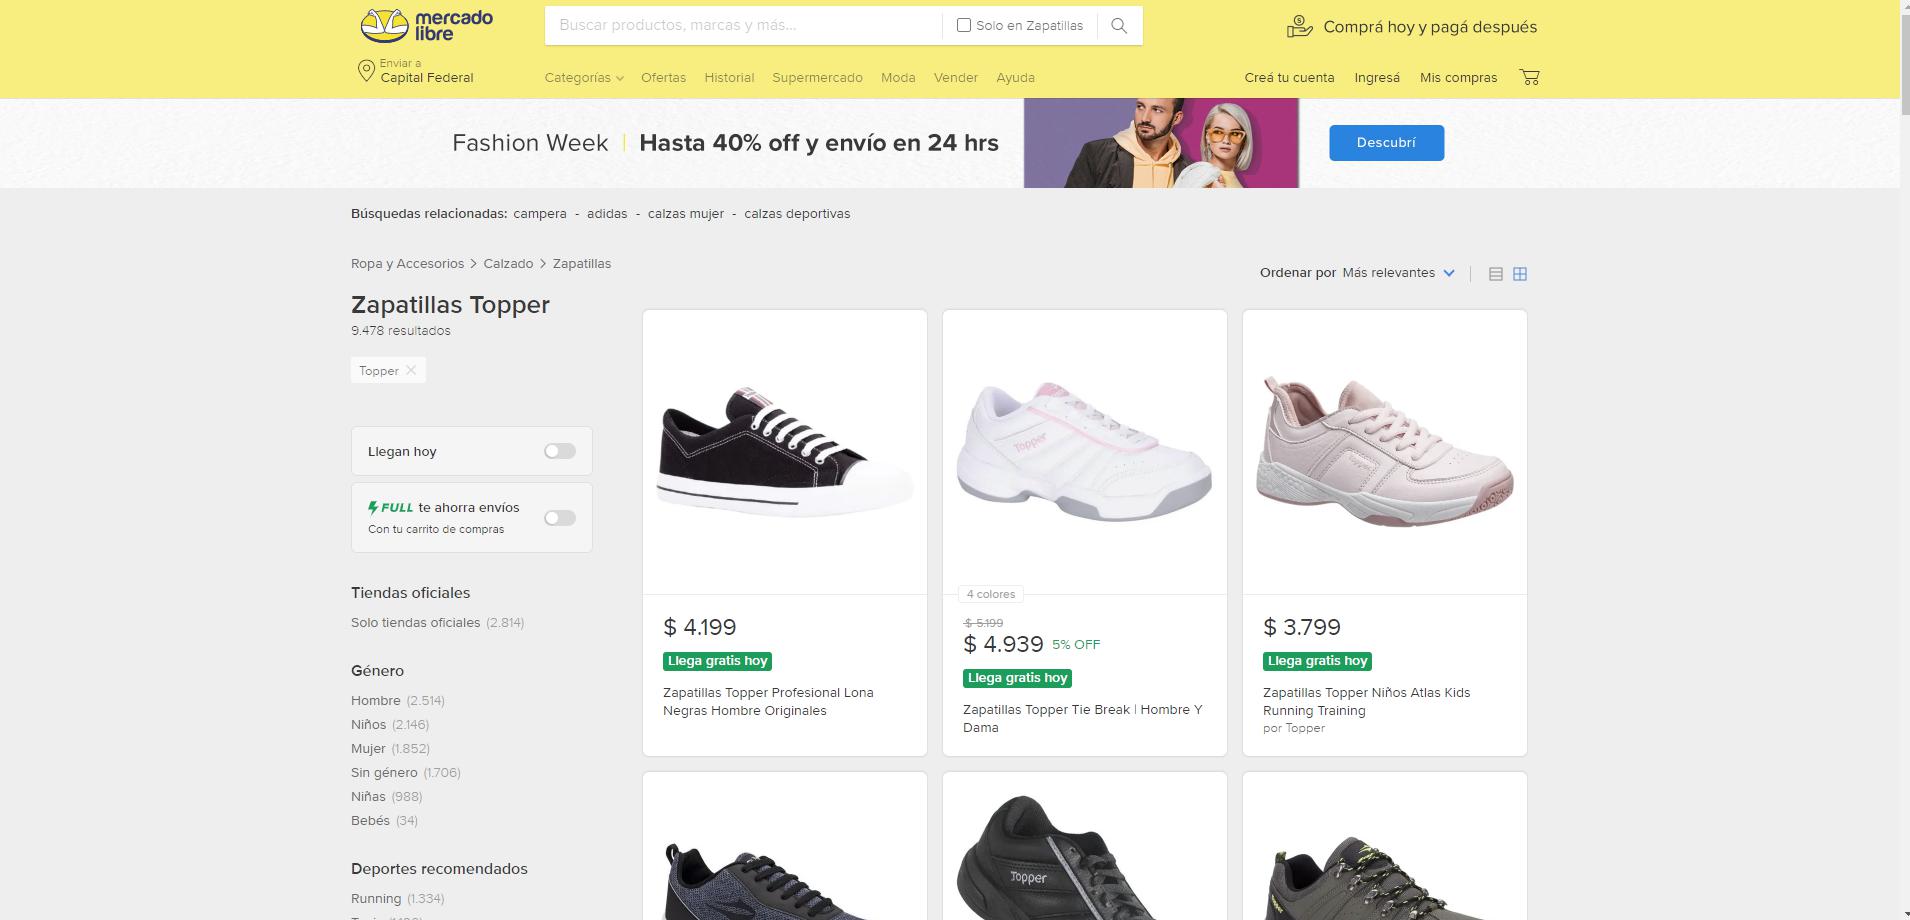 mercado
libre
Buscar productos, marcas y más...
Solo en Zapatillas
Comprá hoy y pagá después
Enviar a
Capital Federal
Categorías Ofertas Historial Supermercado Moda Vender Ayuda
Creá tu cuenta Ingresá Mis compras
Fashion Week | Hasta 40% off y envío en 24 hrs
Descubrí
Búsquedas relacionadas: campera - adidas - calzas mujer - calzas deportivas
Ropa y Accesorios > Calzado > Zapatillas
Ordenar por Más relevantes
Zapatillas Topper
9.478 resultados
Topper
Llegan hoy
FULL te ahorra envíos
Con tu carrito de compras
Tiendas oficiales
Solo tiendas oficiales (2.814)
Género
Hombre (2.514)
Niños (2.146)
Mujer (1.852)
Sin género (1.706)
Niñas (988)
Bebés (34)
Deportes recomendados
Running (1.334)
$ 4.199
Llega gratis hoy
Zapatillas Topper Profesional Lona
Negras Hombre Originales
Topper
4 colores
$ 5.199
$ 4.939 5% OFF
Llega gratis hoy
Zapatillas Topper Tie Break | Hombre Y
Dama
$ 3.799
Llega gratis hoy
Zapatillas Topper Niños Atlas Kids
Running Training
por Topper
Topper